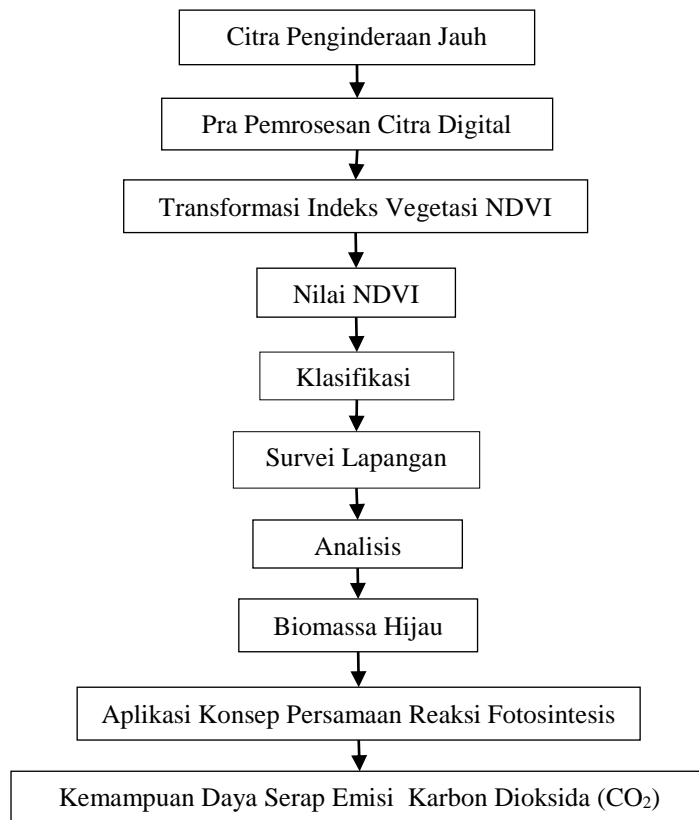 Citra Penginderaan Jauh
Pra Pemrosesan Citra Digital
Transformasi Indeks Vegetasi NDVI
Nilai NDVI
Klasifikasi
Survei Lapangan
Analisis
Biomassa Hijau
Aplikasi Konsep Persamaan Reaksi Fotosintesis
Kemampuan Daya Serap Emisi Karbon Dioksida (CO₂)